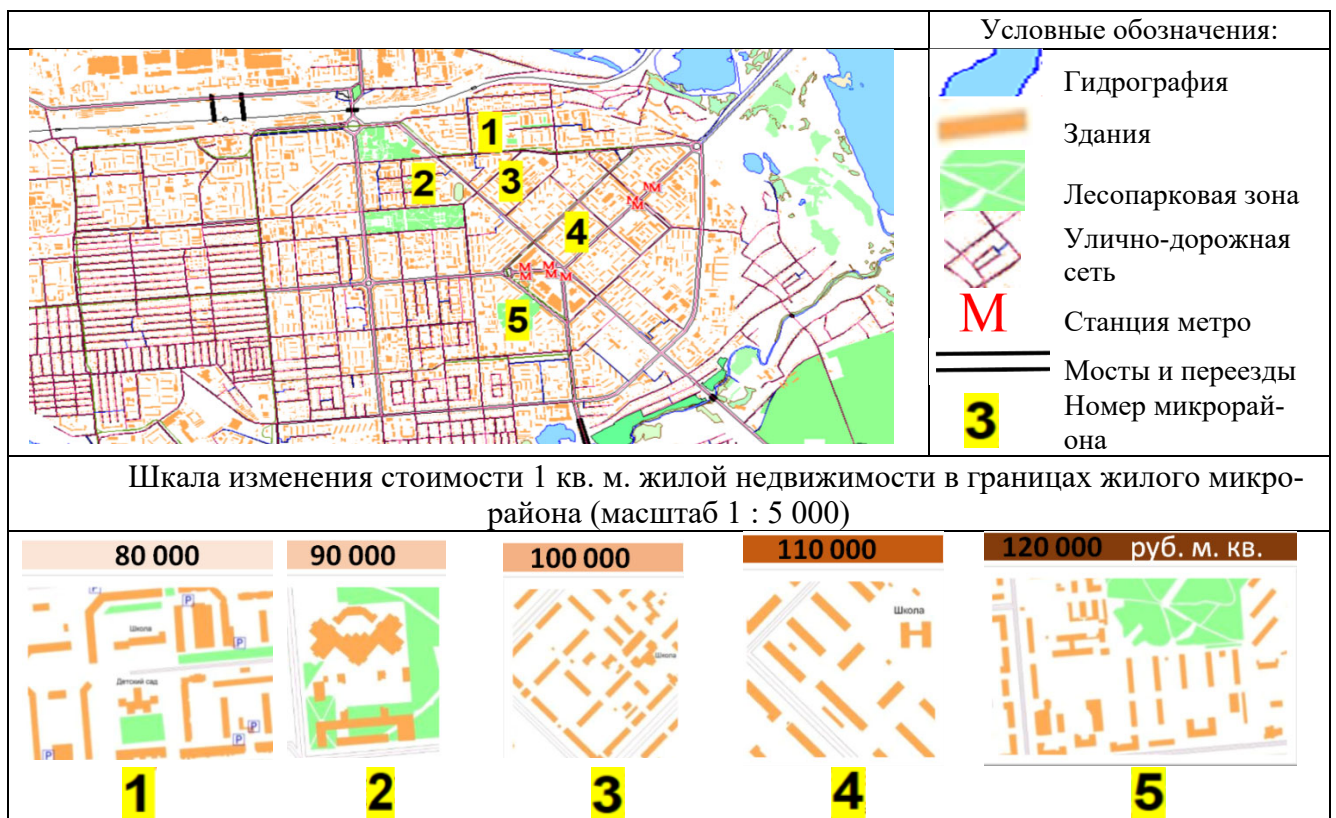 Условные обозначения:
Гидрография
Здания
Лесопарковая зона
Улично-дорожная
сеть
М Станция метро
Мосты и переезды
3 Номер микрорай-
она
1
2
3
4
5
М М
М М
М М М М
Шкала изменения стоимости 1 кв. м. жилой недвижимости в границах жилого микро-
района (масштаб 1 : 5 000)
80 000
90 000
100 000
110 000
120 000 руб. м. кв.
Школа
Детский сад
P
P
P
P
Школа
Школа
1
2
3
4
5